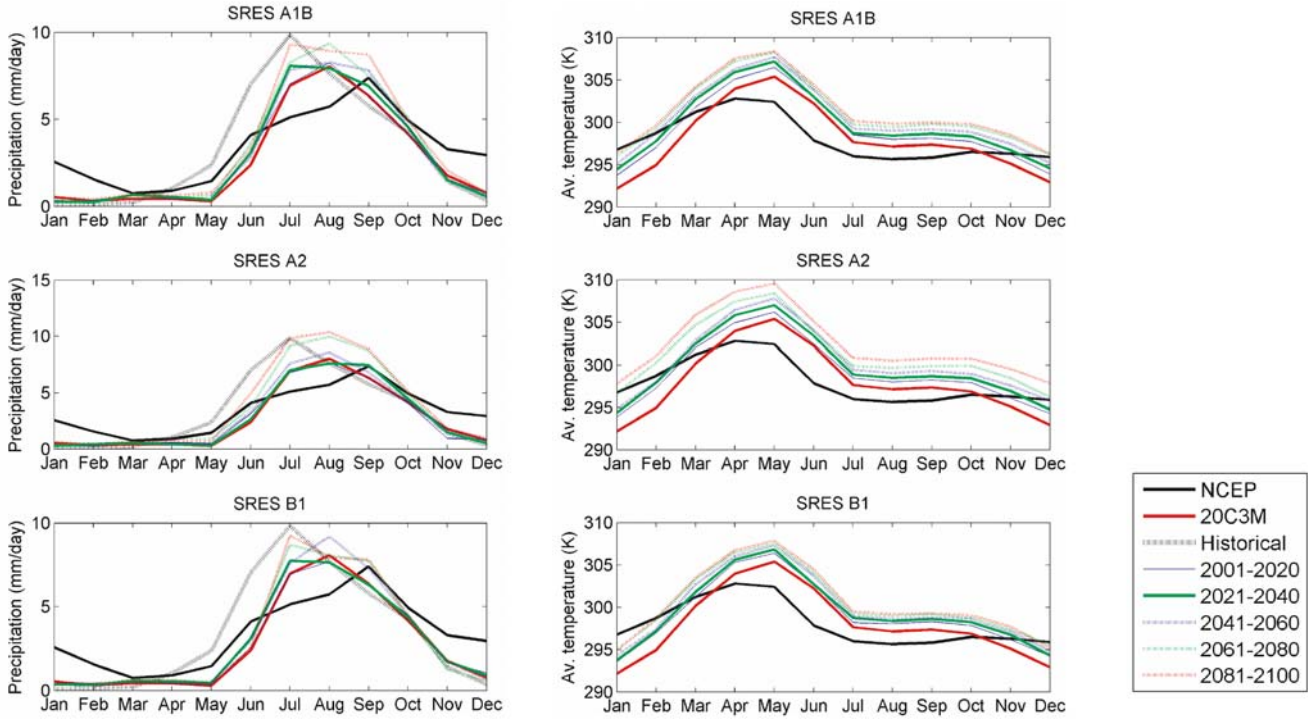 SRES A1B
Precipitation (mm/day)
10
5
0
Jan Feb Mar Apr May Jun Jul Aug Sep Oct Nov Dec
SRES A1B
Av. temperature (K)
310
305
300
295
290
Jan Feb Mar Apr May Jun Jul Aug Sep Oct Nov Dec
SRES A2
Precipitation (mm/day)
15
10
5
0
Jan Feb Mar Apr May Jun Jul Aug Sep Oct Nov Dec
SRES A2
Av. temperature (K)
310
305
300
295
290
Jan Feb Mar Apr May Jun Jul Aug Sep Oct Nov Dec
SRES B1
Precipitation (mm/day)
10
5
0
Jan Feb Mar Apr May Jun Jul Aug Sep Oct Nov Dec
SRES B1
Av. temperature (K)
310
305
300
295
290
Jan Feb Mar Apr May Jun Jul Aug Sep Oct Nov Dec
NCEP
20C3M
Historical
2001-2020
2021-2040
2041-2060
2061-2080
2081-2100